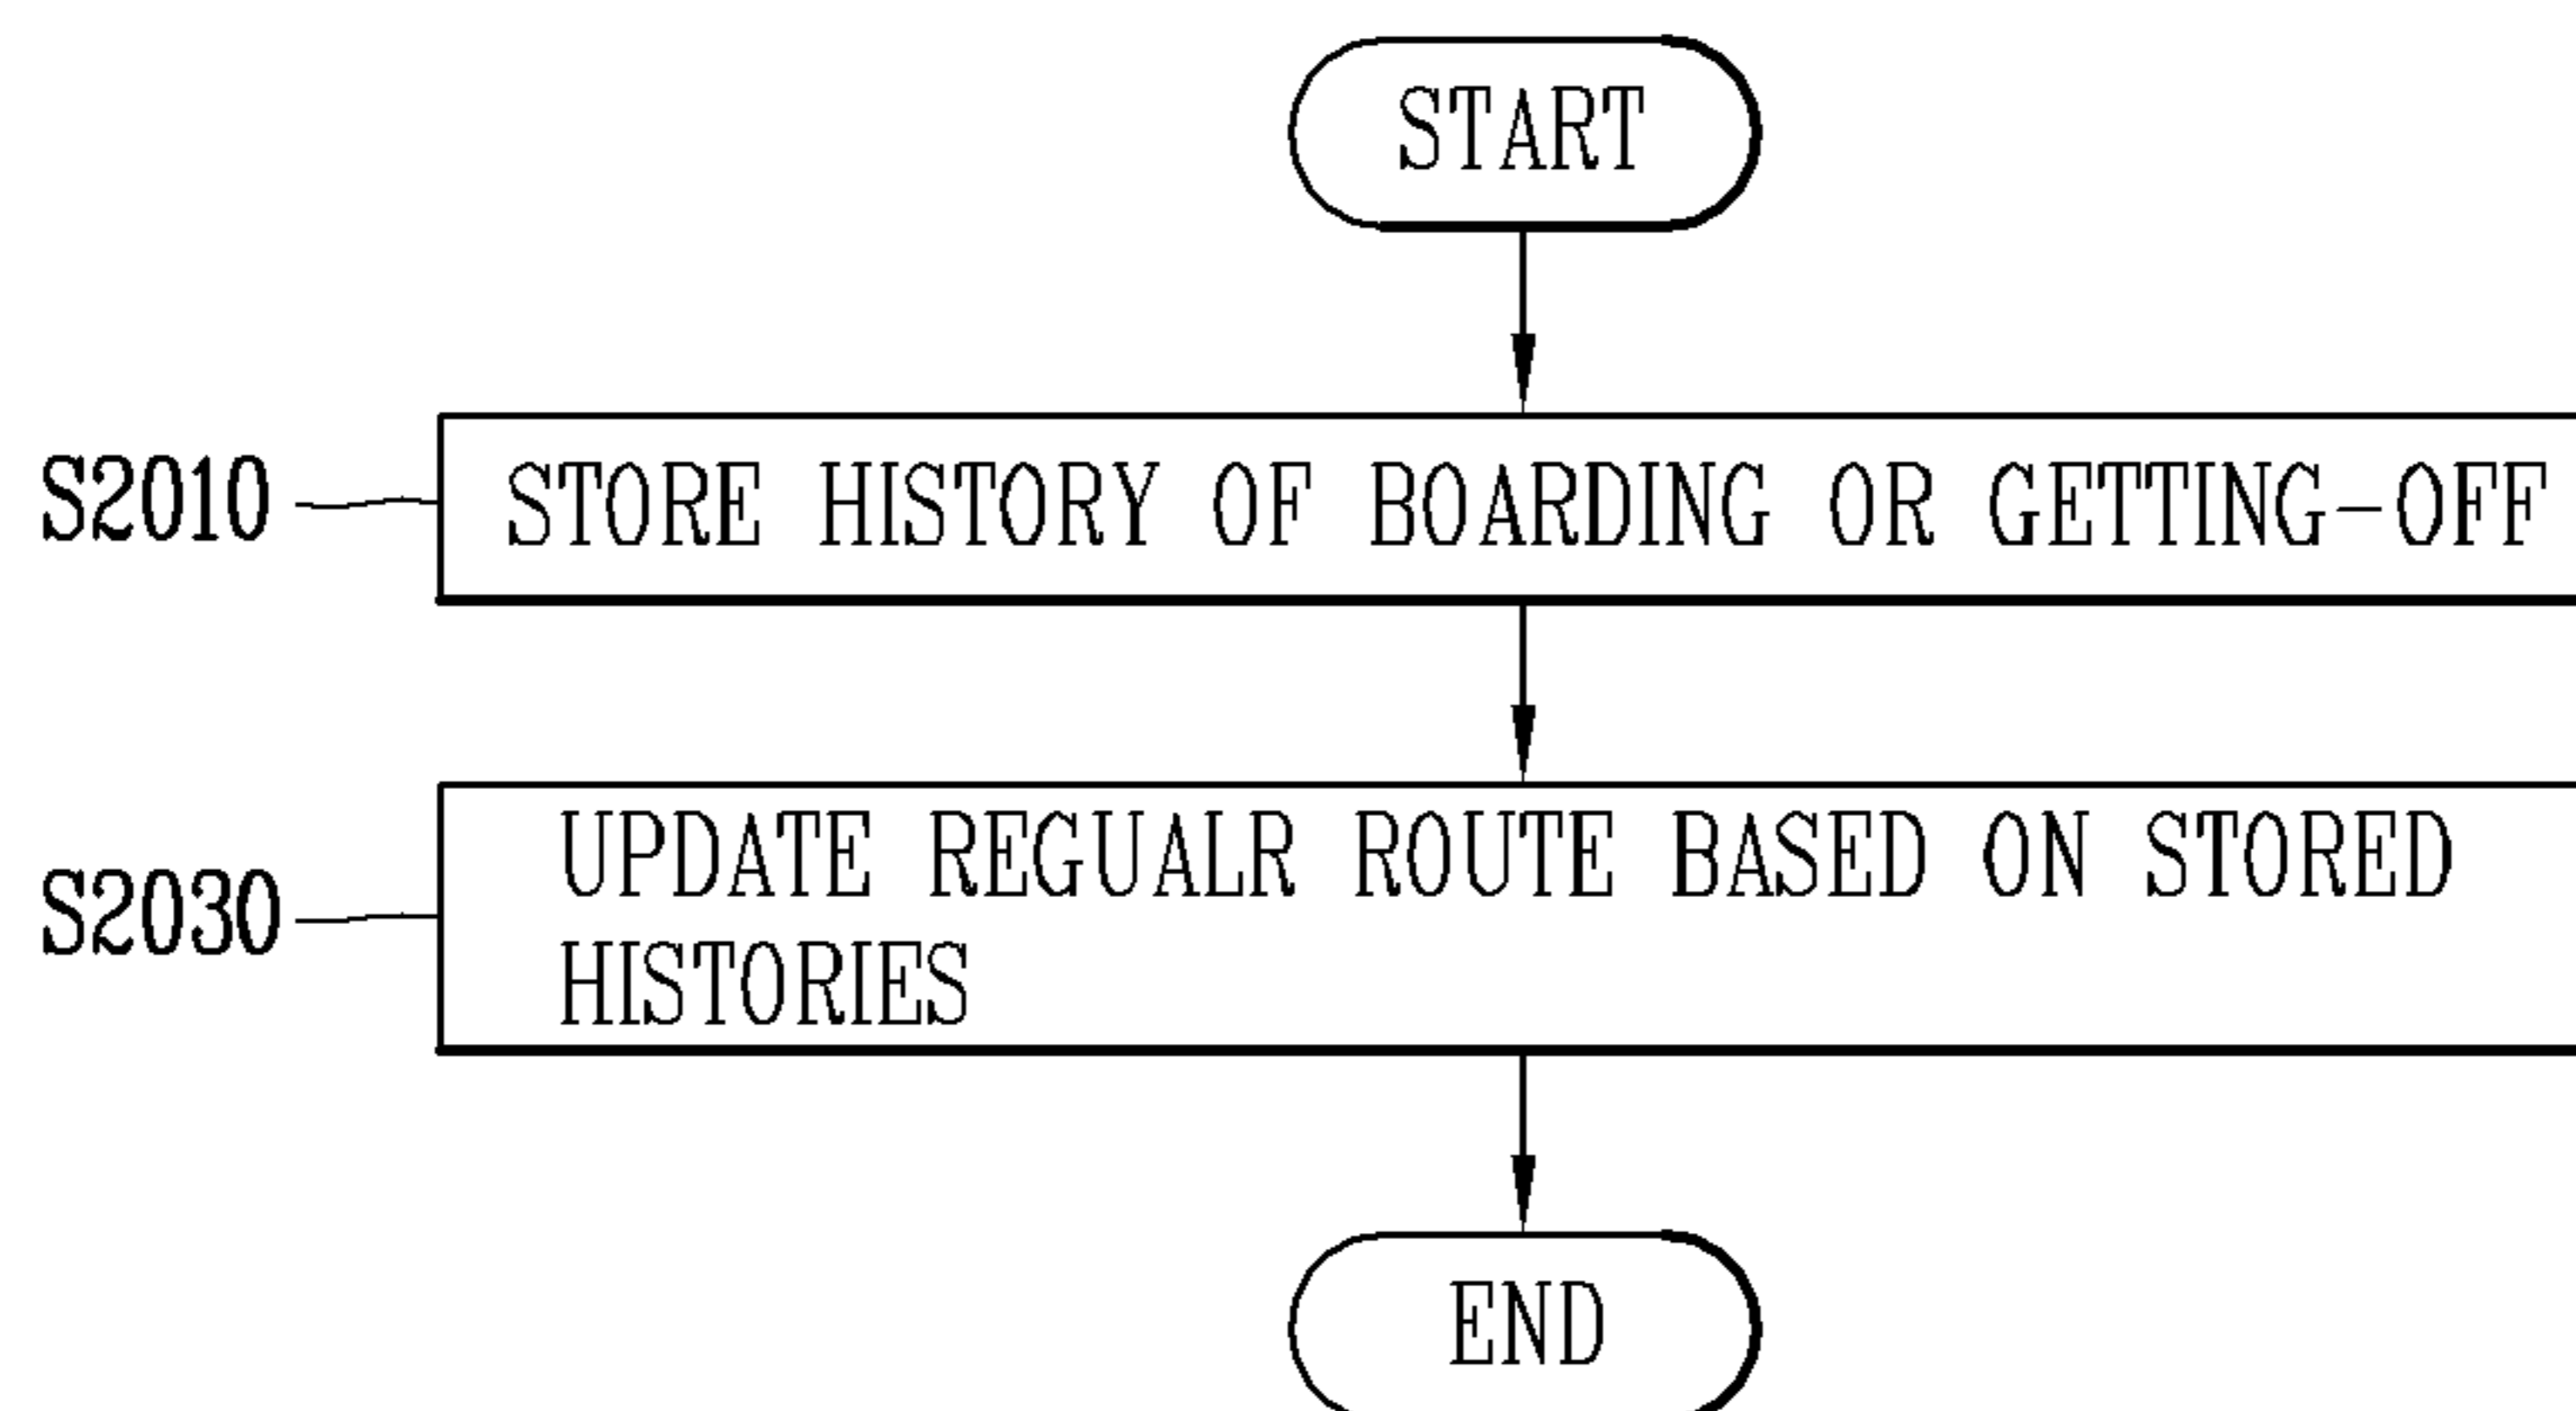 START
S2010
STORE HISTORY OF BOARDING OR GETTING-OFF
S2030
UPDATE REGUALR ROUTE BASED ON STORED
HISTORIES
END